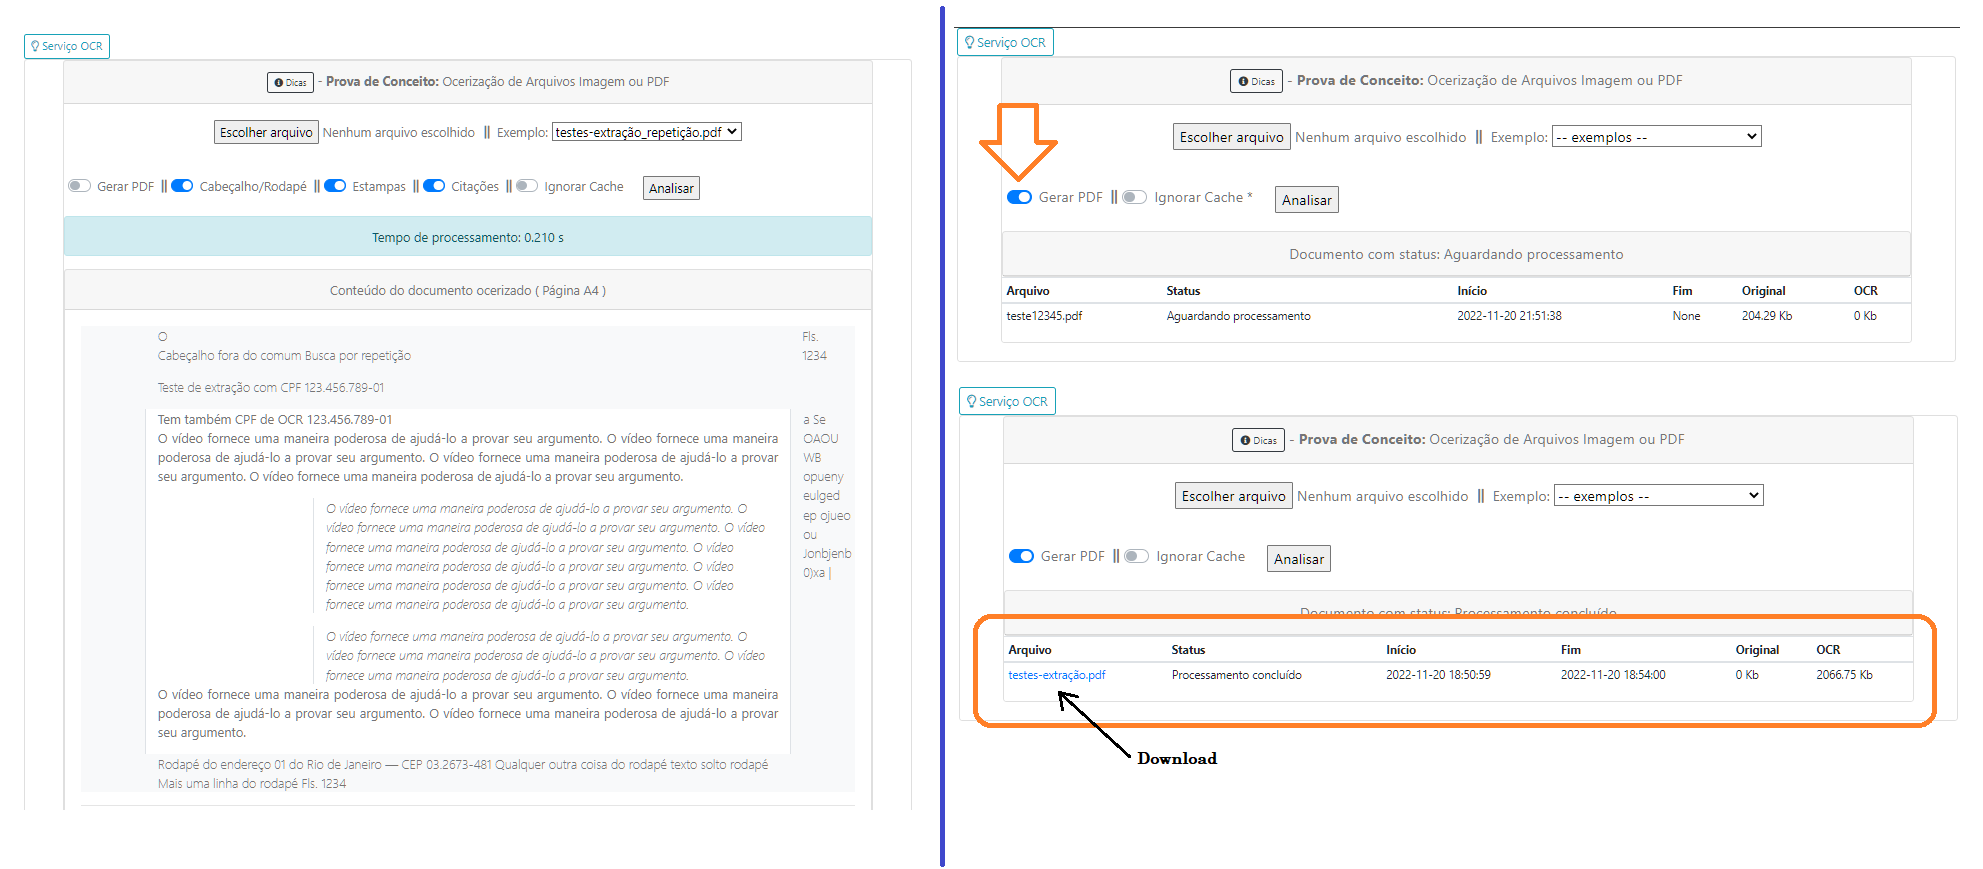 Serviço OCR
Dicas - Prova de Conceito: Ocerização de Arquivos Imagem ou PDF
Escolher arquivo Nenhum arquivo escolhido || Exemplo: testes-extração_repetição.pdf
Gerar PDF || Cabeçalho/Rodapé || Estampas || Citações || Ignorar Cache Analisar
Tempo de processamento: 0.210 s
Conteúdo do documento ocerizado ( Página A4 )
O
Cabeçalho fora do comum Busca por repetição
Fls.
1234
Teste de extração com CPF 123.456.789-01
Tem também CPF de OCR 123.456.789-01
O vídeo fornece uma maneira poderosa de ajudá-lo a provar seu argumento. O vídeo fornece uma maneira
poderosa de ajudá-lo a provar seu argumento. O vídeo fornece uma maneira poderosa de ajudá-lo a provar
seu argumento. O vídeo fornece uma maneira poderosa de ajudá-lo a provar seu argumento.
O vídeo fornece uma maneira poderosa de ajudá-lo a provar seu argumento. O
vídeo fornece uma maneira poderosa de ajudá-lo a provar seu argumento. O vídeo
fornece uma maneira poderosa de ajudá-lo a provar seu argumento. O vídeo
fornece uma maneira poderosa de ajudá-lo a provar seu argumento. O vídeo
fornece uma maneira poderosa de ajudá-lo a provar seu argumento. O vídeo
fornece uma maneira poderosa de ajudá-lo a provar seu argumento.
O vídeo fornece uma maneira poderosa de ajudá-lo a provar seu argumento. O
vídeo fornece uma maneira poderosa de ajudá-lo a provar seu argumento. O vídeo
fornece uma maneira poderosa de ajudá-lo a provar seu argumento.
O vídeo fornece uma maneira poderosa de ajudá-lo a provar seu argumento. O vídeo fornece uma maneira
poderosa de ajudá-lo a provar seu argumento. O vídeo fornece uma maneira poderosa de ajudá-lo a provar
seu argumento.
a Se
OAOU
WB
opueny
eulged
ep ojueo
ou
Jonbjenb
0)xa |
Rodapé do endereço 01 do Rio de Janeiro — CEP 03.2673-481 Qualquer outra coisa do rodapé texto solto rodapé
Mais uma linha do rodapé Fls. 1234
Serviço OCR
Dicas - Prova de Conceito: Ocerização de Arquivos Imagem ou PDF
Escolher arquivo Nenhum arquivo escolhido || Exemplo: -- exemplos --
Gerar PDF || Ignorar Cache * Analisar
Documento com status: Aguardando processamento
Arquivo Status Início Fim Original OCR
teste12345.pdf Aguardando processamento 2022-11-20 21:51:38 None 204.29 Kb 0 Kb
Serviço OCR
Dicas - Prova de Conceito: Ocerização de Arquivos Imagem ou PDF
Escolher arquivo Nenhum arquivo escolhido || Exemplo: -- exemplos --
Gerar PDF || Ignorar Cache Analisar
Documento com status: Processamento concluído
Arquivo Status Início Fim Original OCR
testes-extração.pdf Processamento concluído 2022-11-20 18:50:59 2022-11-20 18:54:00 0 Kb 2066.75 Kb
Download